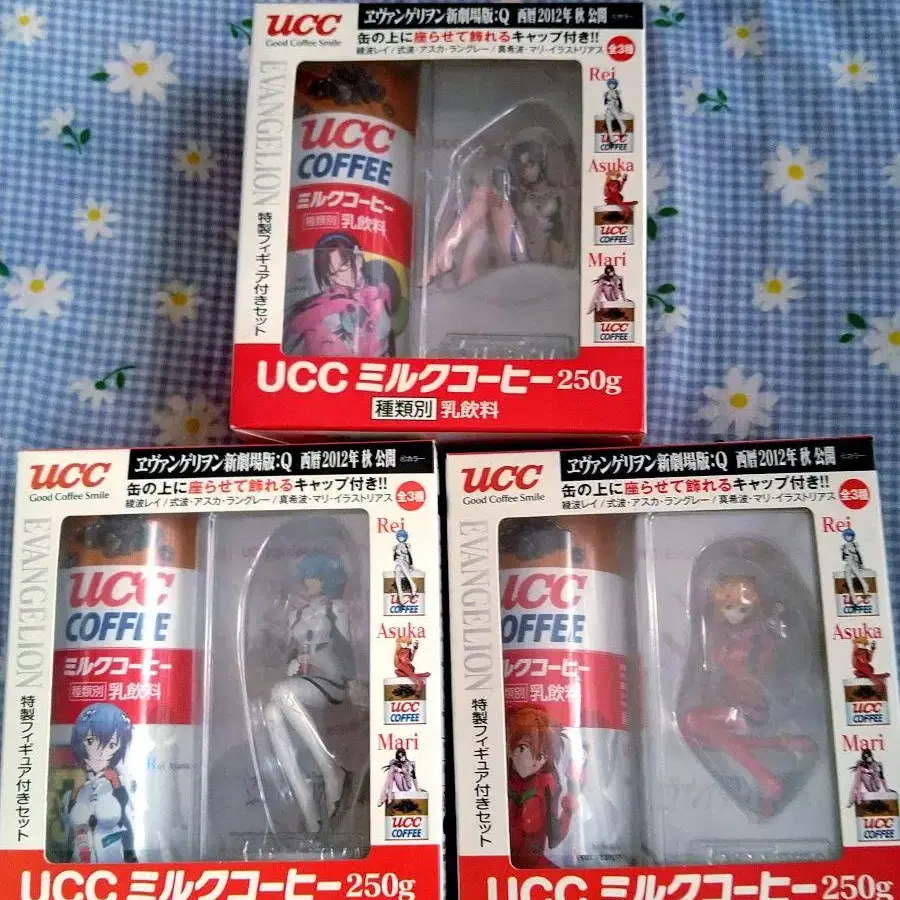 ucc
Good Coffee Smile
ヱヴァンゲリヲン新劇場版:Q 西暦2012年 秋 公開
缶の上に座らせて飾れるキャップ付き!!
綾波レイ/式波・アスカ・ラングレー/真希波・マリ・イラストリアス
全3種
EVANGELION
特製フィギュア付きセット
ucc
COFFEE
ミルクコーヒー
種類別 乳飲料
Rei
UCC
COFFEE
Asuka
UCC
COFFEE
Mari
UCC
COFFEE
UCC ミルクコーヒー 250g
種類別 乳飲料
ucc
Good Coffee Smile
ヱヴァンゲリヲン新劇場版:Q 西暦2012年 秋 公開 ©カラー
缶の上に座らせて飾れるキャップ付き!!
綾波レイ/式波・アスカ・ラングレー/真希波・マリ・イラストリアス
全3種
EVANGELION
特製フィギュア付きセット
ucc
COFFEE
ミルクコーヒー
種類別 乳飲料
Rei
UCC
COFFEE
Asuka
UCC
COFFEE
Mari
UCC
COFFEE
UCC ミルクコーヒー 250g
ucc
Good Coffee Smile
ヱヴァンゲリヲン新劇場版:Q 西暦2012年 秋 公開
缶の上に座らせて飾れるキャップ付き!!
綾波レイ/式波・アスカ・ラングレー/真希波・マリ・イラストリアス
全3種
EVANGELION
特製フィギュア付きセット
ucc
COFFEE
ミルクコーヒー
種類別 乳飲料
Rei
UCC
COFFEE
Asuka
UCC
COFFEE
Mari
UCC
COFFEE
UCC ミルクコーヒー 250g